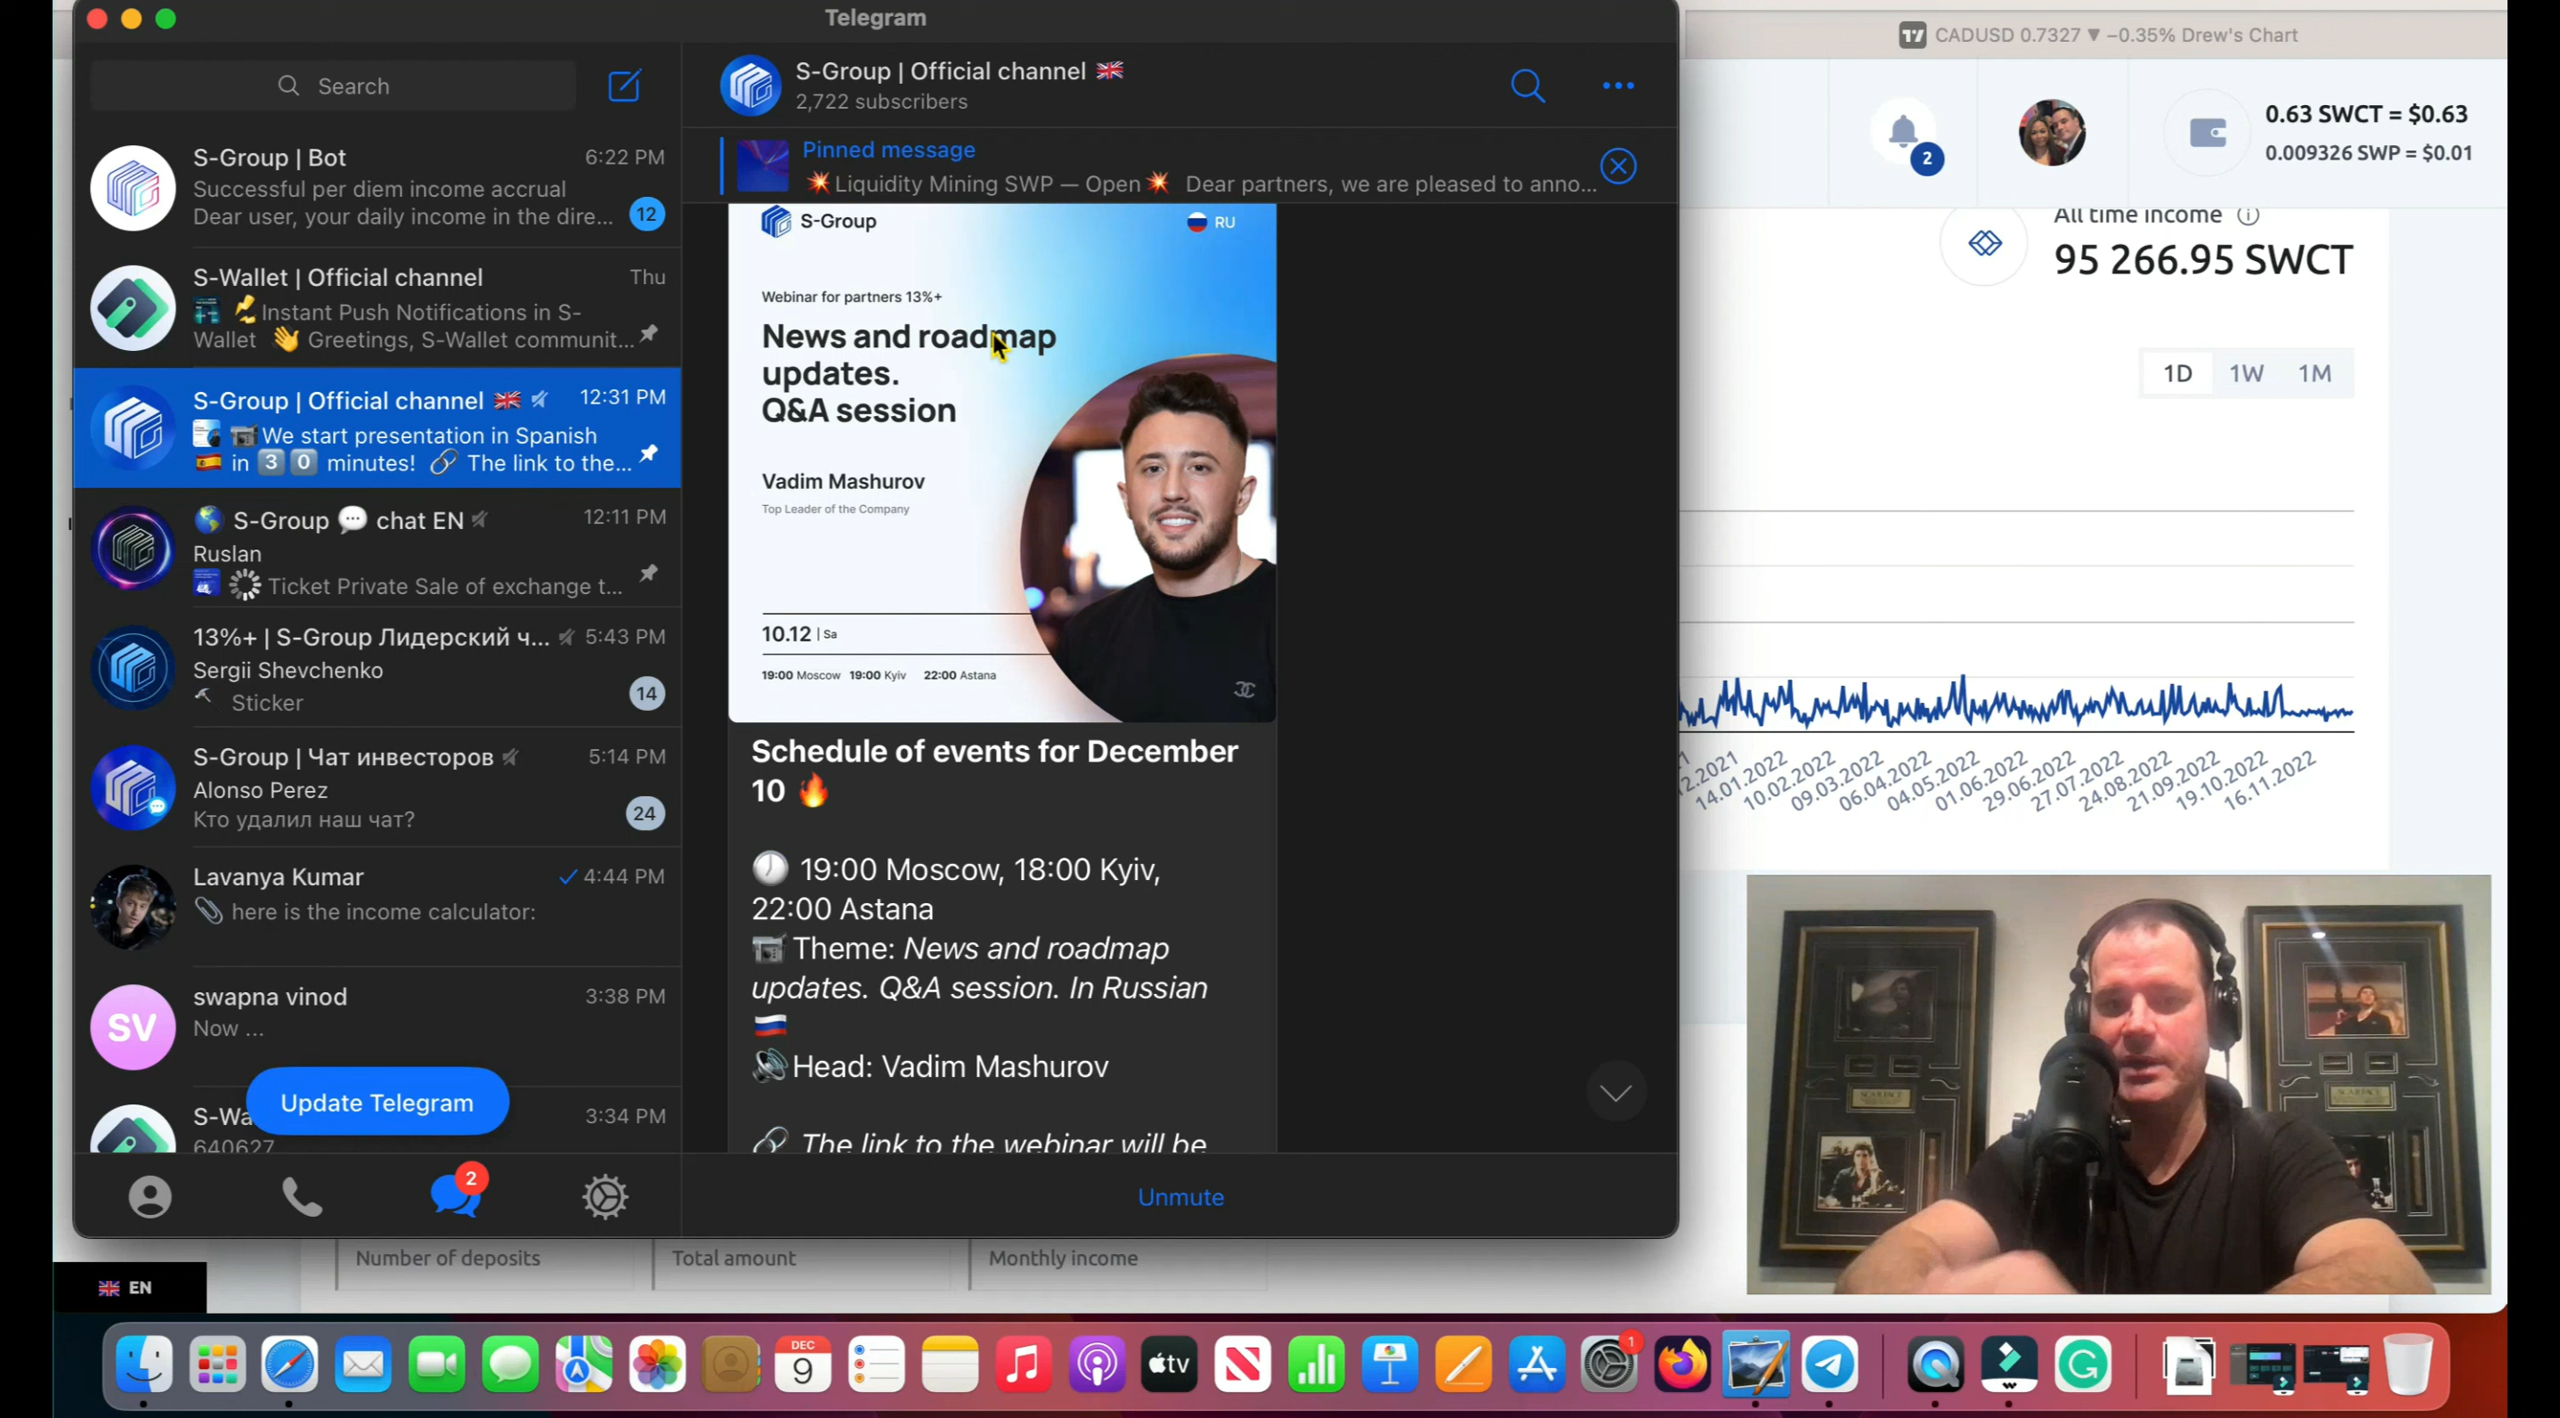 Telegram
CADUSD 0.7327 ▼ −0.35% Drew's Chart
Search
S-Group | Bot
6:22 PM
Successful per diem income accrual
Dear user, your daily income in the dire...
12
S-Wallet | Official channel
Thu
Instant Push Notifications in S-
Wallet 👋 Greetings, S-Wallet communit...
S-Group | Official channel 🇬🇧
12:31 PM
We start presentation in Spanish
🇪🇸 in 3 0 minutes! 🔗 The link to the...
🌎 S-Group 💬 chat EN
12:11 PM
Ruslan
Ticket Private Sale of exchange t...
13%+ | S-Group Лидерский ч...
5:43 PM
Sergii Shevchenko
Sticker
14
S-Group | Чат инвесторов
5:14 PM
Alonso Perez
Кто удалил наш чат?
24
Lavanya Kumar
4:44 PM
here is the income calculator:
SV
swapna vinod
3:38 PM
Now ...
S-Wa
3:34 PM
640627
Update Telegram
2
S-Group | Official channel 🇬🇧
2,722 subscribers
Pinned message
💥Liquidity Mining SWP — Open💥 Dear partners, we are pleased to anno...
S-Group
RU
Webinar for partners 13%+
News and roadmap
updates.
Q&A session
Vadim Mashurov
Top Leader of the Company
10.12 | Sa
19:00 Moscow 19:00 Kyiv 22:00 Astana
Schedule of events for December
10 🔥
19:00 Moscow, 18:00 Kyiv,
22:00 Astana
Theme: News and roadmap
updates. Q&A session. In Russian
🇷🇺
Head: Vadim Mashurov
🔗 The link to the webinar will be
Unmute
2
0.63 SWCT = $0.63
0.009326 SWP = $0.01
All time income
95 266.95 SWCT
1D 1W 1M
12.2021
14.01.2022
10.02.2022
09.03.2022
06.04.2022
04.05.2022
01.06.2022
29.06.2022
27.07.2022
24.08.2022
21.09.2022
19.10.2022
16.11.2022
SCARFACE
Number of deposits
Total amount
Monthly income
EN
DEC
9
tv
1